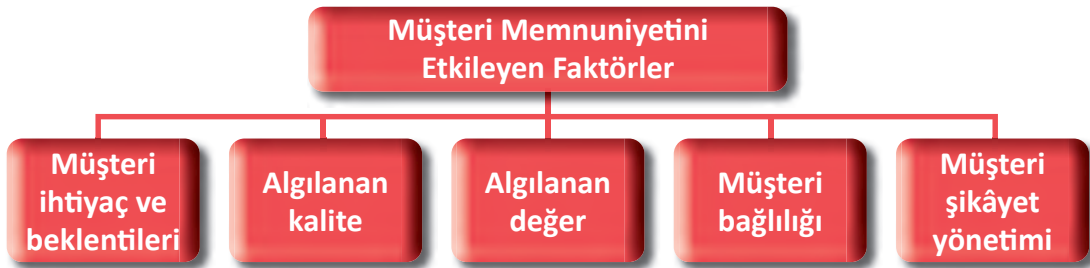 Müşteri Memnuniyetini
Etkileyen Faktörler
Müşteri
ihtiyaç ve
beklentileri
Algılanan
kalite
Algılanan
değer
Müşteri
bağlılığı
Müşteri
şikâyet
yönetimi